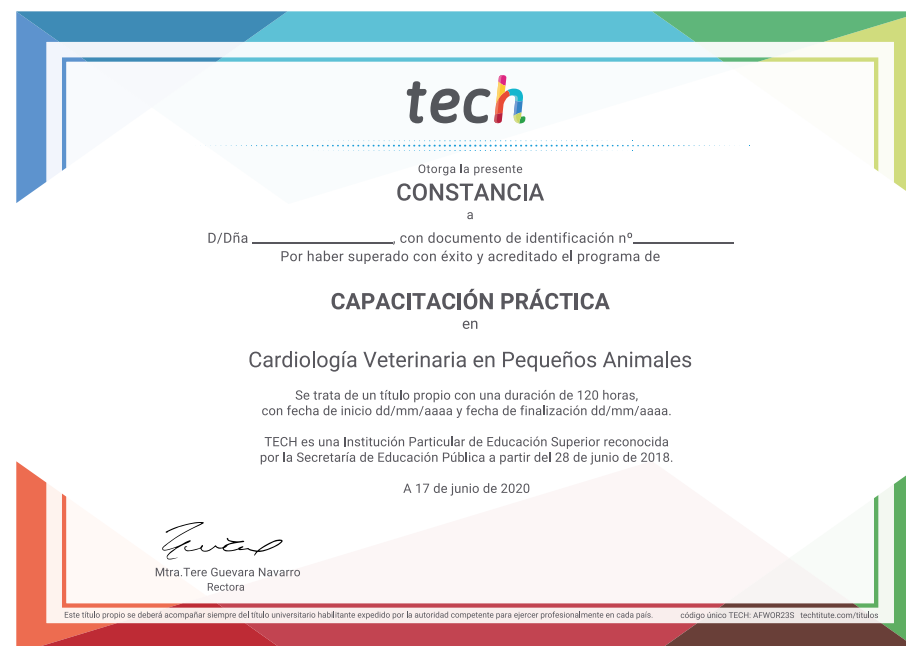 tech
Otorga la presente
CONSTANCIA
a
D/Dña ____________________, con documento de identificación nº______________
Por haber superado con éxito y acreditado el programa de
CAPACITACIÓN PRÁCTICA
en
Cardiología Veterinaria en Pequeños Animales
Se trata de un título propio con una duración de 120 horas,
con fecha de inicio dd/mm/aaaa y fecha de finalización dd/mm/aaaa.
TECH es una Institución Particular de Educación Superior reconocida
por la Secretaría de Educación Pública a partir del 28 de junio de 2018.
A 17 de junio de 2020
Mtra.Tere Guevara Navarro
Rectora
Este título propio se deberá acompañar siempre del título universitario habilitante expedido por la autoridad competente para ejercer profesionalmente en cada país. código único TECH: AFWOR23S techtitute.com/titulos